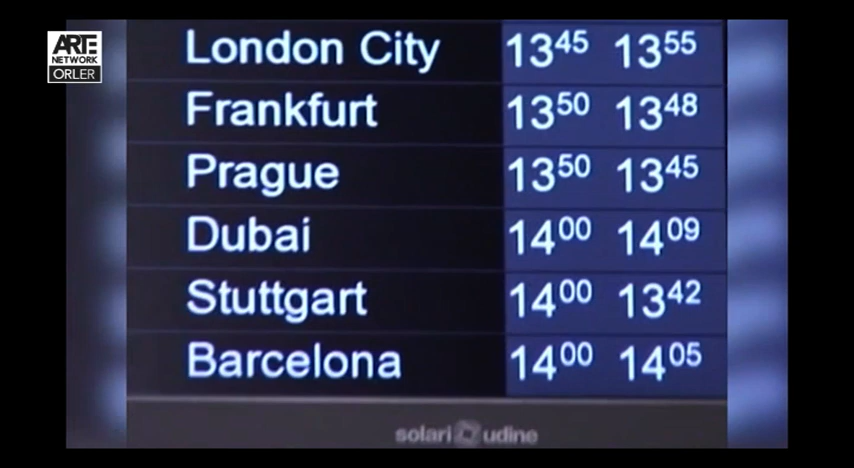 ARTE
NETWORK
ORLER
London City 1345 1355
Frankfurt 1350 1348
Prague 1350 1345
Dubai 1400 1409
Stuttgart 1400 1342
Barcelona 1400 1405
solari udine